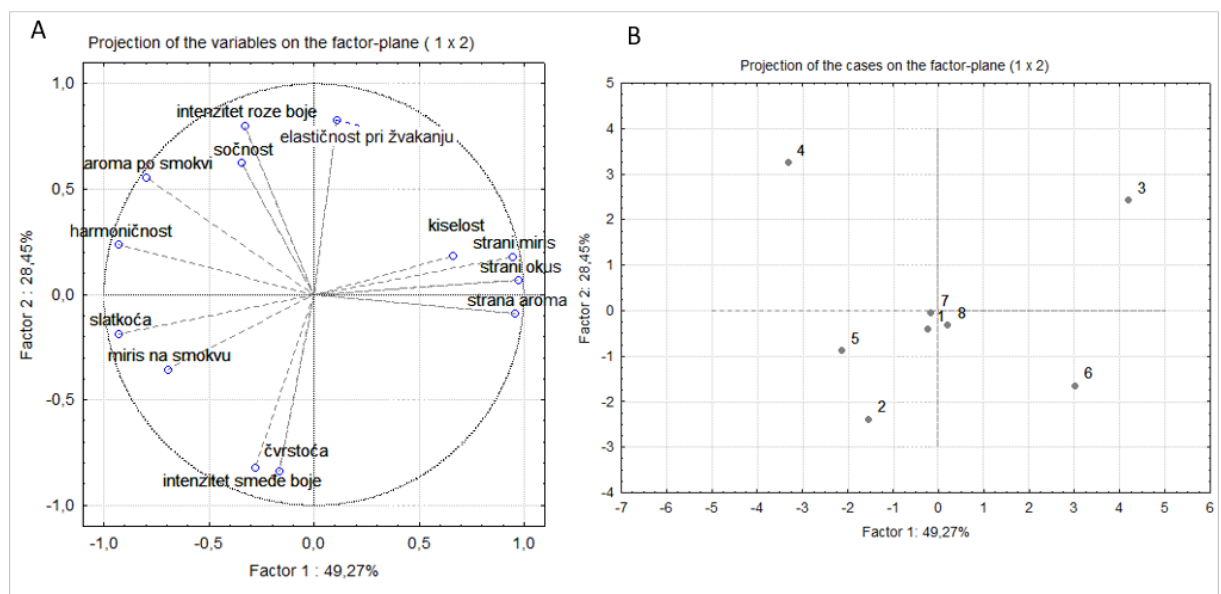 A
Projection of the variables on the factor-plane ( 1 x 2)
1,0
0,5
0,0
-0,5
-1,0
Factor 2 : 28,45%
intenzitet roze boje
elastičnost pri žvakanju
sočnost
aroma po smokvi
harmoničnost
kiselost
strani miris
strani okus
strana aroma
slatkoća
miris na smokvu
čvrstoća
intenzitet smeđe boje
-1,0
-0,5
0,0
0,5
1,0
Factor 1 : 49,27%
B
Projection of the cases on the factor-plane (1 x 2)
5
4
3
2
1
0
-1
-2
-3
-4
Factor 2: 28,45%
4
3
7
1
8
5
6
2
-7
-6
-5
-4
-3
-2
-1
0
1
2
3
4
5
6
Factor 1: 49,27%